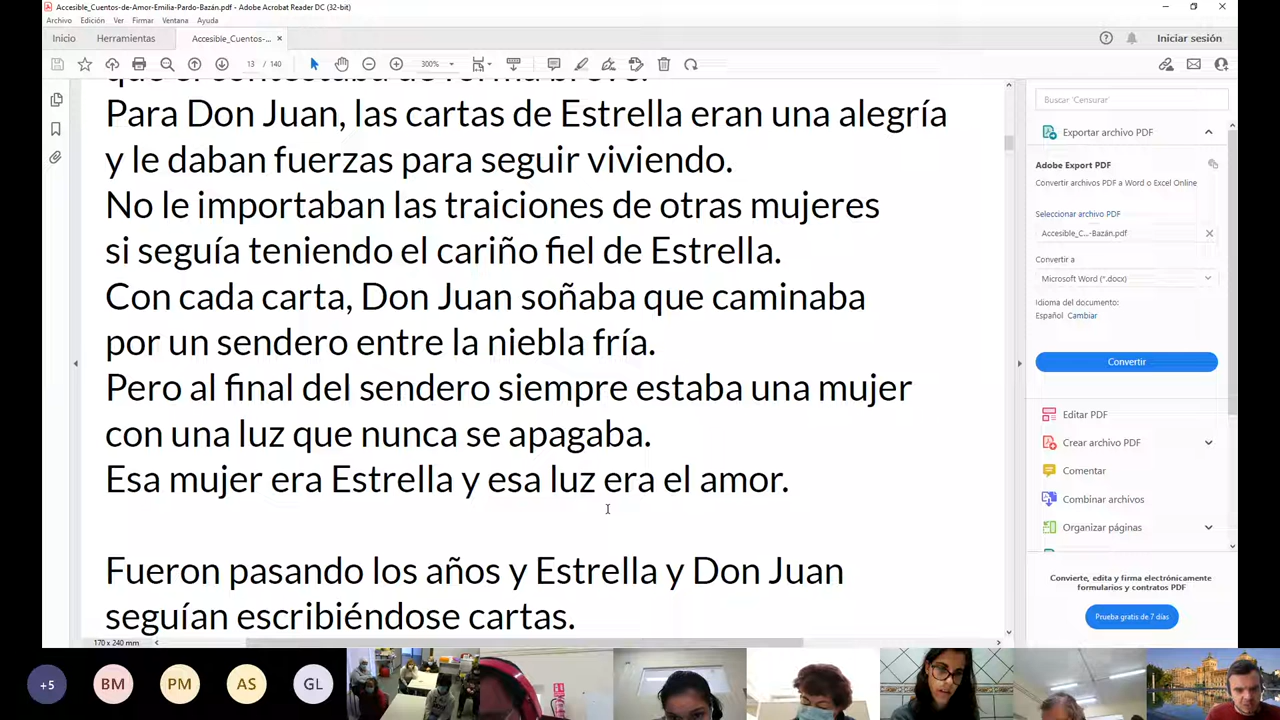 Accesible_Cuentos-de-Amor-Emilia-Pardo-Bazán.pdf - Adobe Acrobat Reader DC (32-bit)
Archivo Edición Ver Firmar Ventana Ayuda
Inicio Herramientas Accesible_Cuentos-... × Iniciar sesión
13 / 140 300%
Para Don Juan, las cartas de Estrella eran una alegría
y le daban fuerzas para seguir viviendo.
No le importaban las traiciones de otras mujeres
si seguía teniendo el cariño fiel de Estrella.
Con cada carta, Don Juan soñaba que caminaba
por un sendero entre la niebla fría.
Pero al final del sendero siempre estaba una mujer
con una luz que nunca se apagaba.
Esa mujer era Estrella y esa luz era el amor.
Fueron pasando los años y Estrella y Don Juan
seguían escribiéndose cartas.
170 x 240 mm
Buscar 'Censurar'
Exportar archivo PDF
Adobe Export PDF
Convertir archivos PDF a Word o Excel Online
Seleccionar archivo PDF
Accesible_C...-Bazán.pdf
Convertir a
Microsoft Word (*.docx)
Idioma del documento:
Español Cambiar
Convertir
Editar PDF
Crear archivo PDF
Comentar
Combinar archivos
Organizar páginas
Convierte, edita y firma electrónicamente
formularios y contratos PDF
Prueba gratis de 7 días
+5 BM PM AS GL